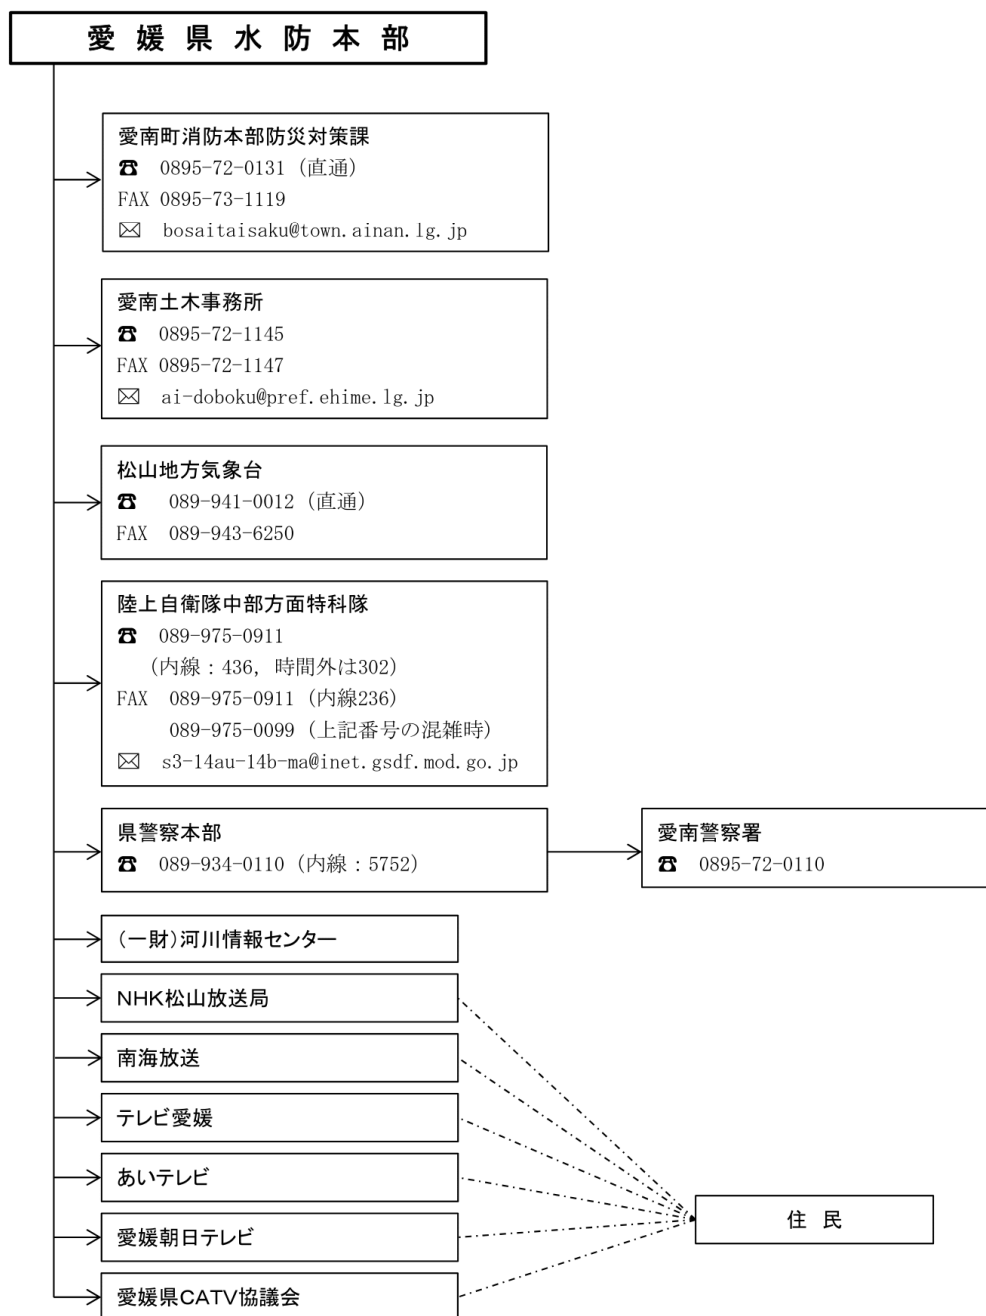 愛媛県水防本部
愛南町消防本部防災対策課
☎ 0895-72-0131（直通）
FAX 0895-73-1119
✉ bosaitaisaku@town.ainan.lg.jp
愛南土木事務所
☎ 0895-72-1145
FAX 0895-72-1147
✉ ai-doboku@pref.ehime.lg.jp
松山地方気象台
☎ 089-941-0012（直通）
FAX 089-943-6250
陸上自衛隊中部方面特科隊
☎ 089-975-0911
（内線：436，時間外は302）
FAX 089-975-0911（内線236）
089-975-0099（上記番号の混雑時）
✉ s3-14au-14b-ma@inet.gsdf.mod.go.jp
県警察本部
☎ 089-934-0110（内線：5752）
愛南警察署
☎ 0895-72-0110
（一財）河川情報センター
NHK松山放送局
南海放送
テレビ愛媛
あいテレビ
愛媛朝日テレビ
愛媛県CATV協議会
住民